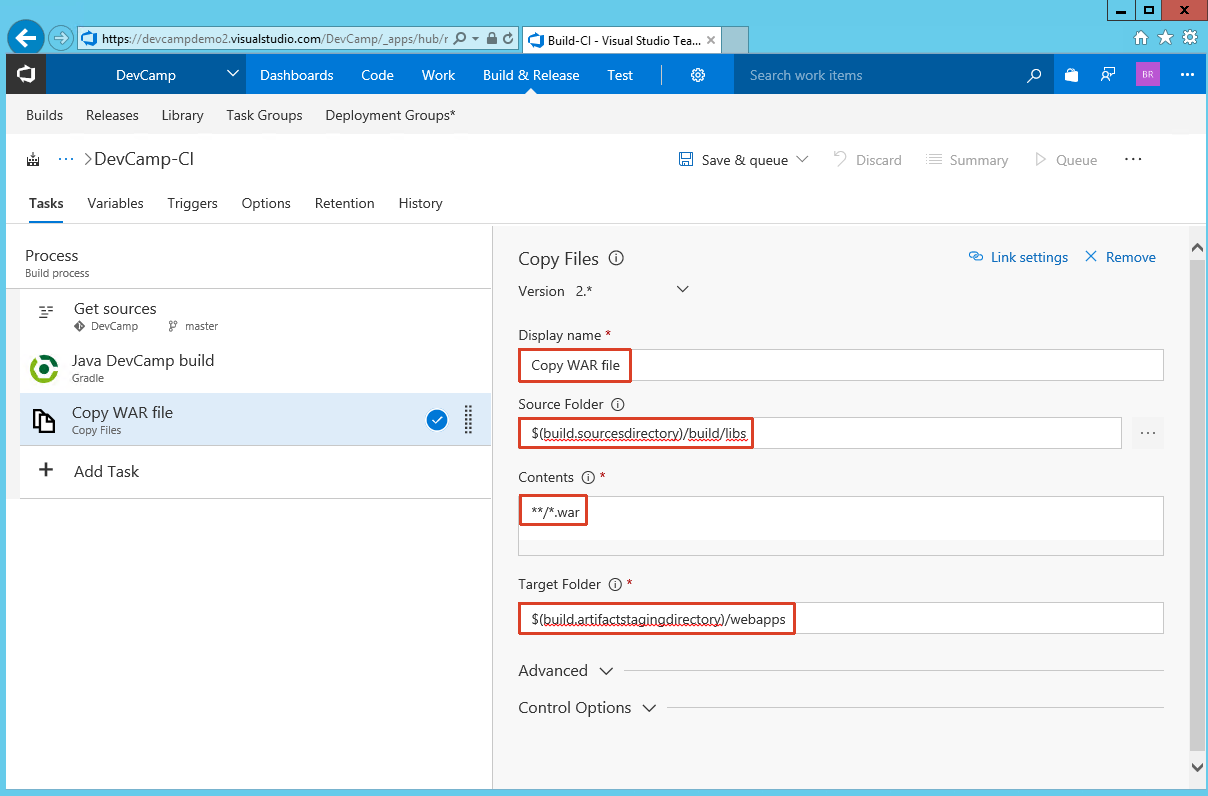 https://devcampdemo2.visualstudio.com/DevCamp/_apps/hub/r
Build-CI - Visual Studio Tea...
DevCamp
Dashboards Code Work Build & Release Test
Search work items
BR
Builds Releases Library Task Groups Deployment Groups*
... >DevCamp-CI
Save & queue Discard Summary Queue ...
Tasks Variables Triggers Options Retention History
Process
Build process
Get sources
DevCamp master
Java DevCamp build
Gradle
Copy WAR file
Copy Files
+ Add Task
Copy Files
Link settings Remove
Version 2.*
Display name *
Copy WAR file
Source Folder
$(build.sourcesdirectory)/build/libs
...
Contents *
**/*.war
Target Folder *
$(build.artifactstagingdirectory)/webapps
Advanced
Control Options